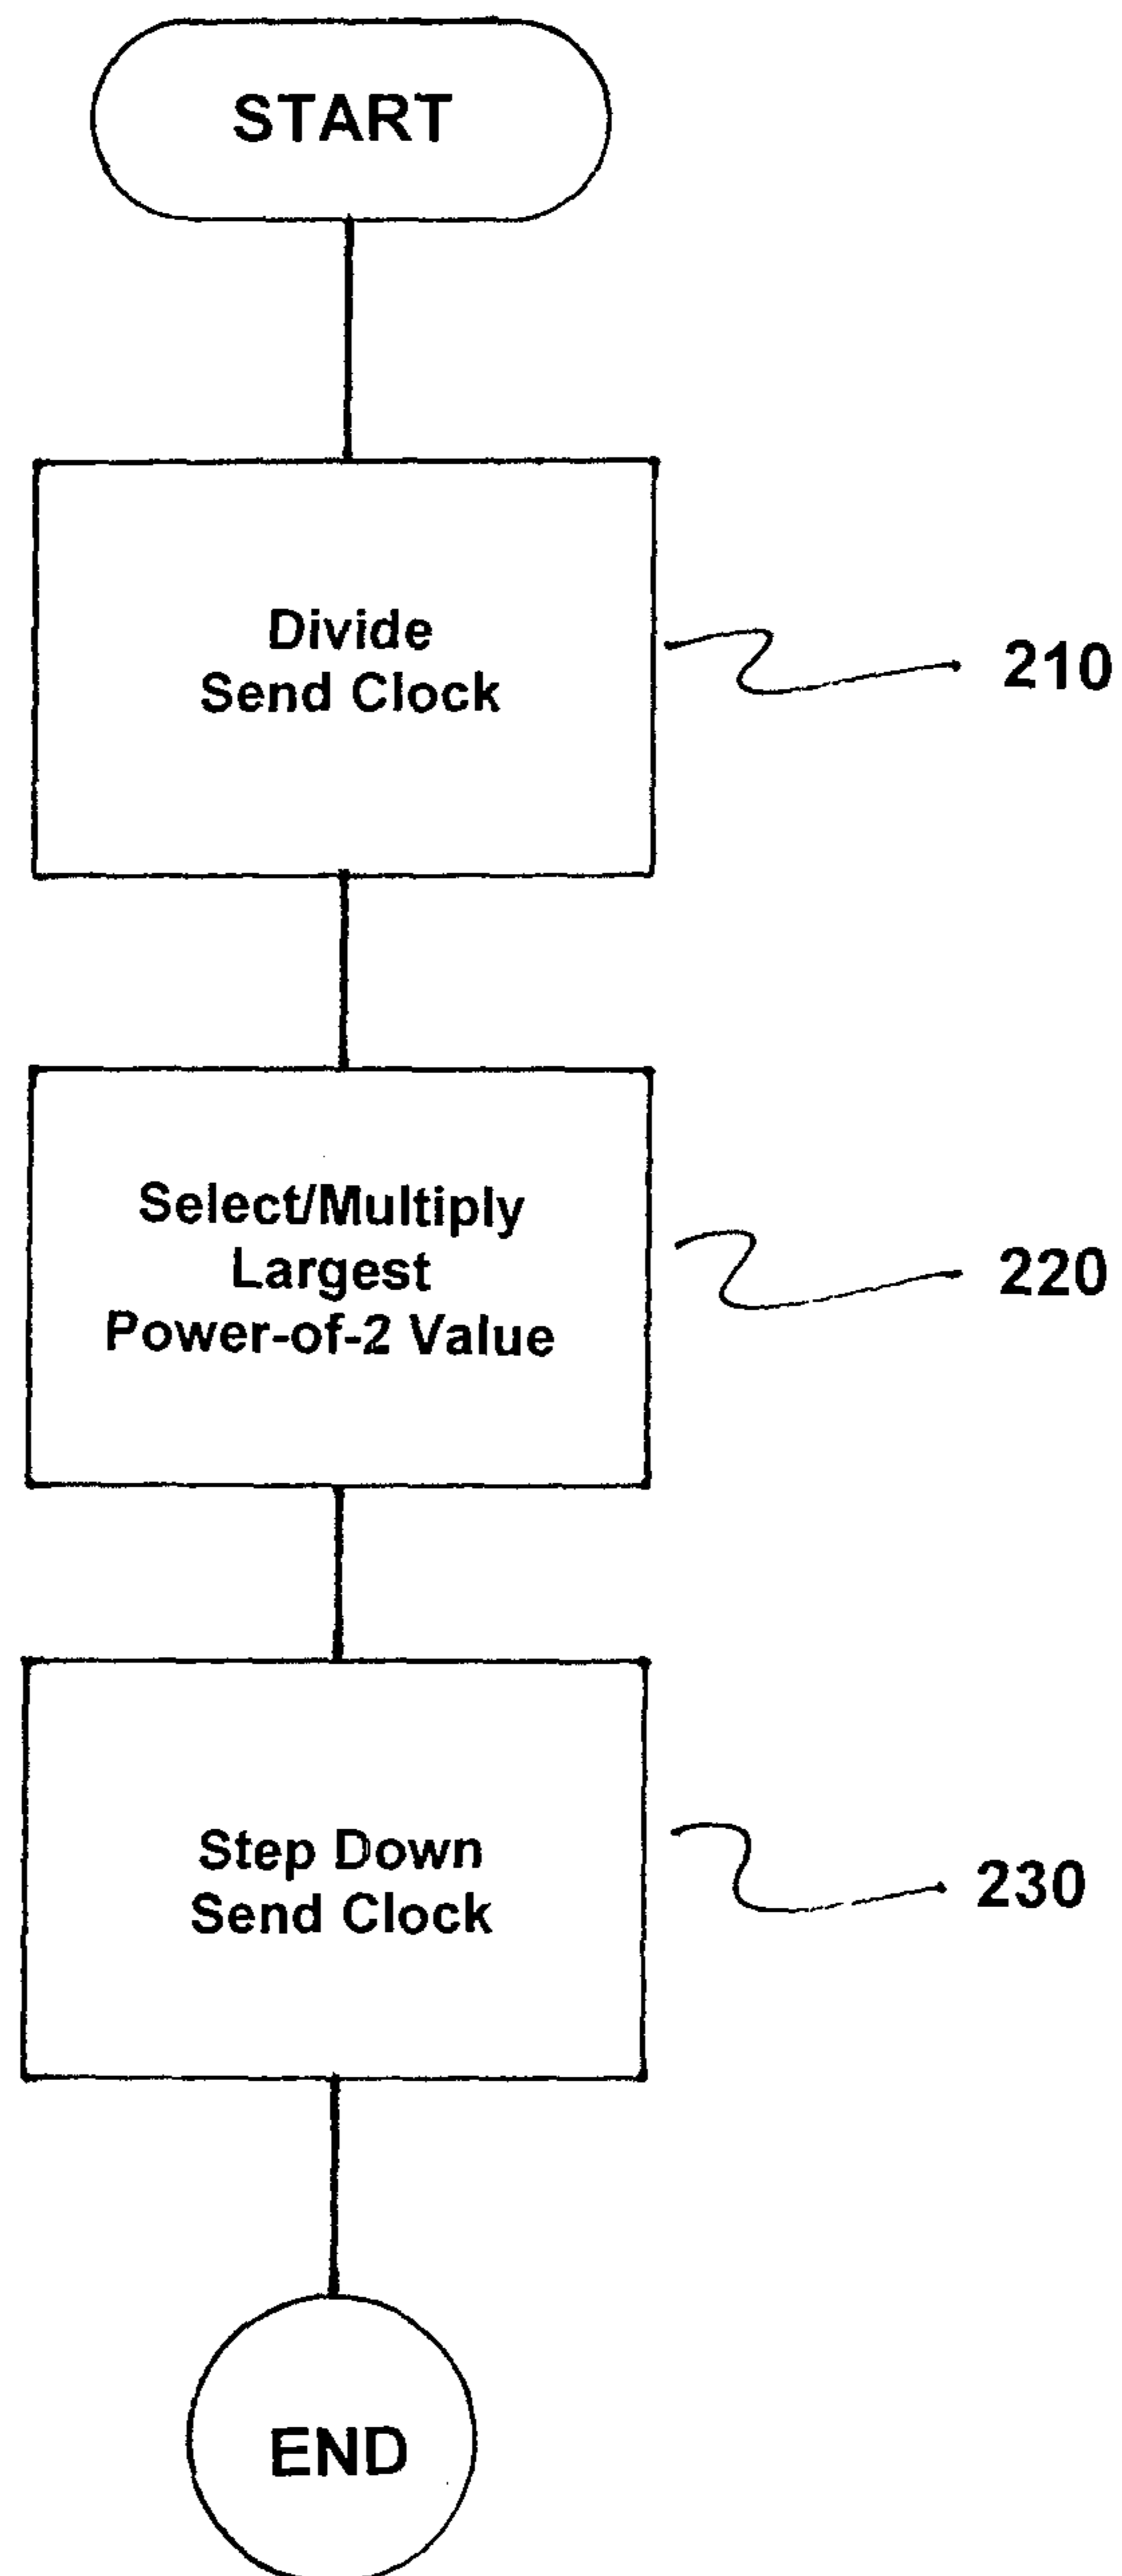 START
Divide
Send Clock
210
Select/Multiply
Largest
Power-of-2 Value
220
Step Down
Send Clock
230
END